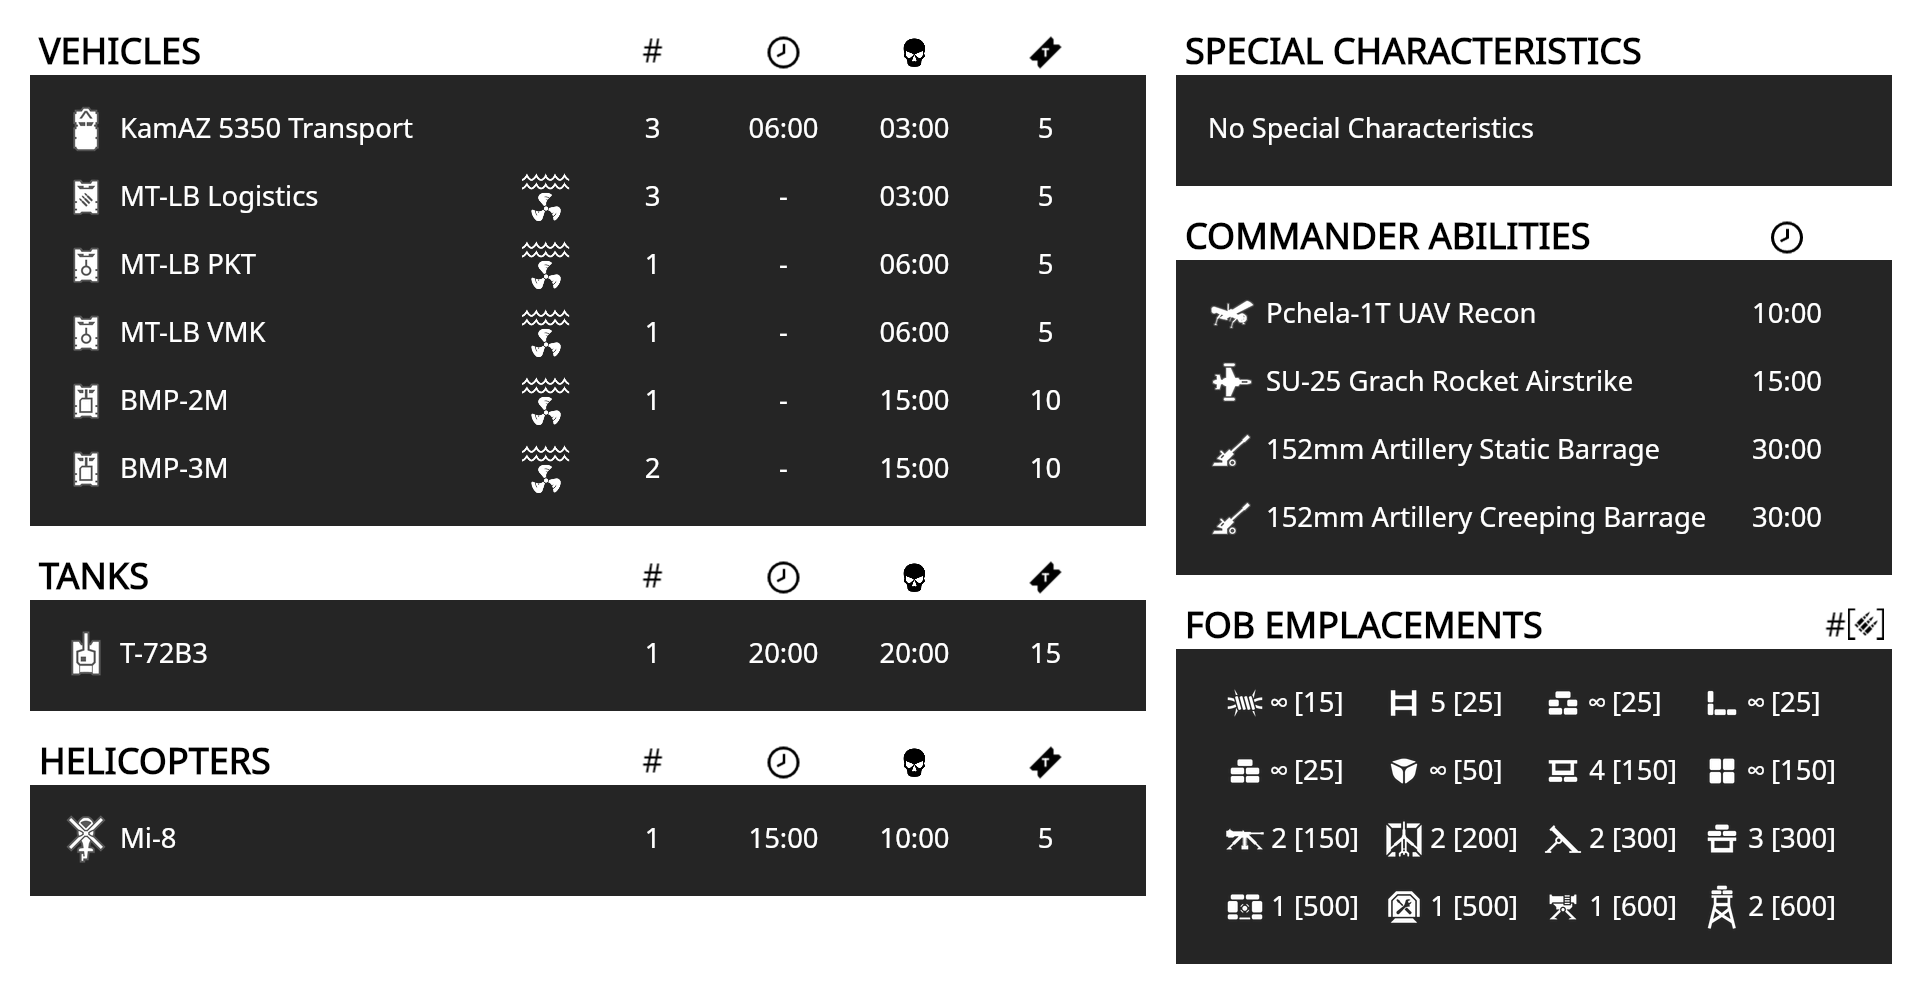 VEHICLES #
KamAZ 5350 Transport 3 06:00 03:00 5
MT-LB Logistics 3 - 03:00 5
MT-LB PKT 1 - 06:00 5
MT-LB VMK 1 - 06:00 5
BMP-2M 1 - 15:00 10
BMP-3M 2 - 15:00 10
TANKS #
T-72B3 1 20:00 20:00 15
HELICOPTERS #
Mi-8 1 15:00 10:00 5
SPECIAL CHARACTERISTICS
No Special Characteristics
COMMANDER ABILITIES
Pchela-1T UAV Recon 10:00
SU-25 Grach Rocket Airstrike 15:00
152mm Artillery Static Barrage 30:00
152mm Artillery Creeping Barrage 30:00
FOB EMPLACEMENTS #[]
∞ [15] 5 [25] ∞ [25] ∞ [25]
∞ [25] ∞ [50] 4 [150] ∞ [150]
2 [150] 2 [200] 2 [300] 3 [300]
1 [500] 1 [500] 1 [600] 2 [600]